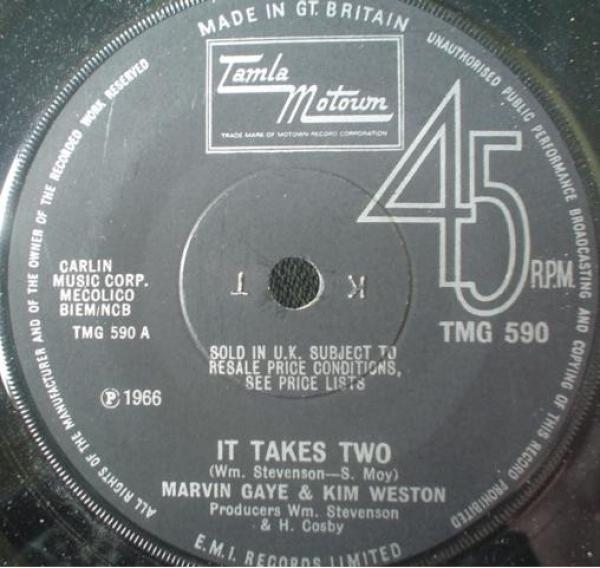 MADE IN GT. BRITAIN
UNAUTHORISED PUBLIC PERFORMANCE BROADCASTING AND COPYING OF THIS RECORD PROHIBITED
ALL RIGHTS OF THE MANUFACTURER AND OF THE OWNER OF THE RECORDED WORK RESERVED
Tamla
Motown
TRADE MARK OF MOTOWN RECORD CORPORATION
45
R.P.M.
TMG 590
CARLIN
MUSIC CORP.
MECOLICO
BIEM/NCB
TMG 590 A
K T
SOLD IN U.K. SUBJECT TO
RESALE PRICE CONDITIONS,
SEE PRICE LISTS
℗ 1966
IT TAKES TWO
(Wm. Stevenson—S. Moy)
MARVIN GAYE & KIM WESTON
Producers Wm. Stevenson
& H. Cosby
E.M.I. RECORDS LIMITED